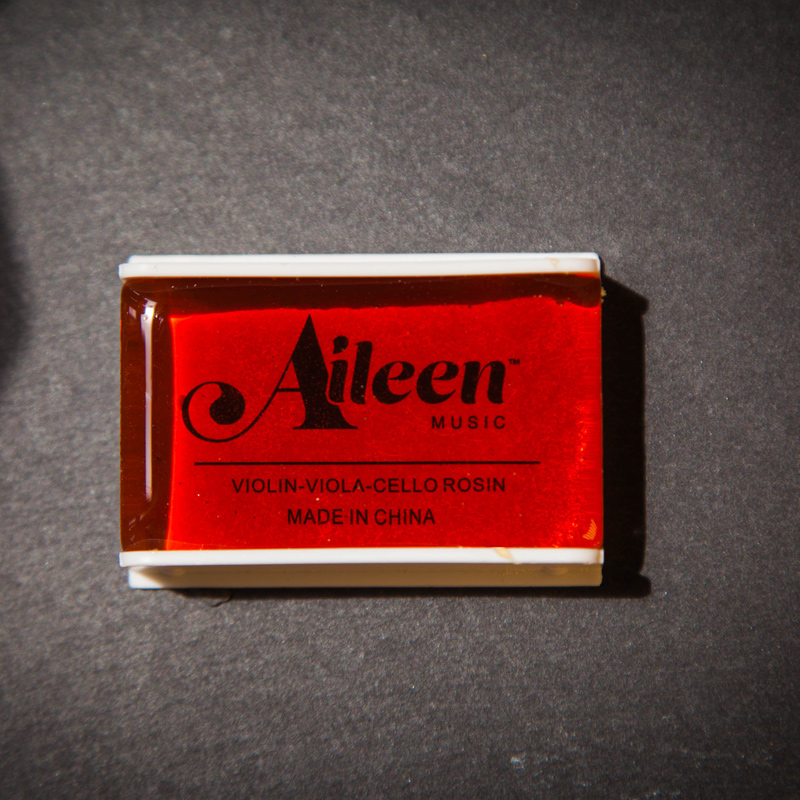 Aileen™
MUSIC
VIOLIN-VIOLA-CELLO ROSIN
MADE IN CHINA